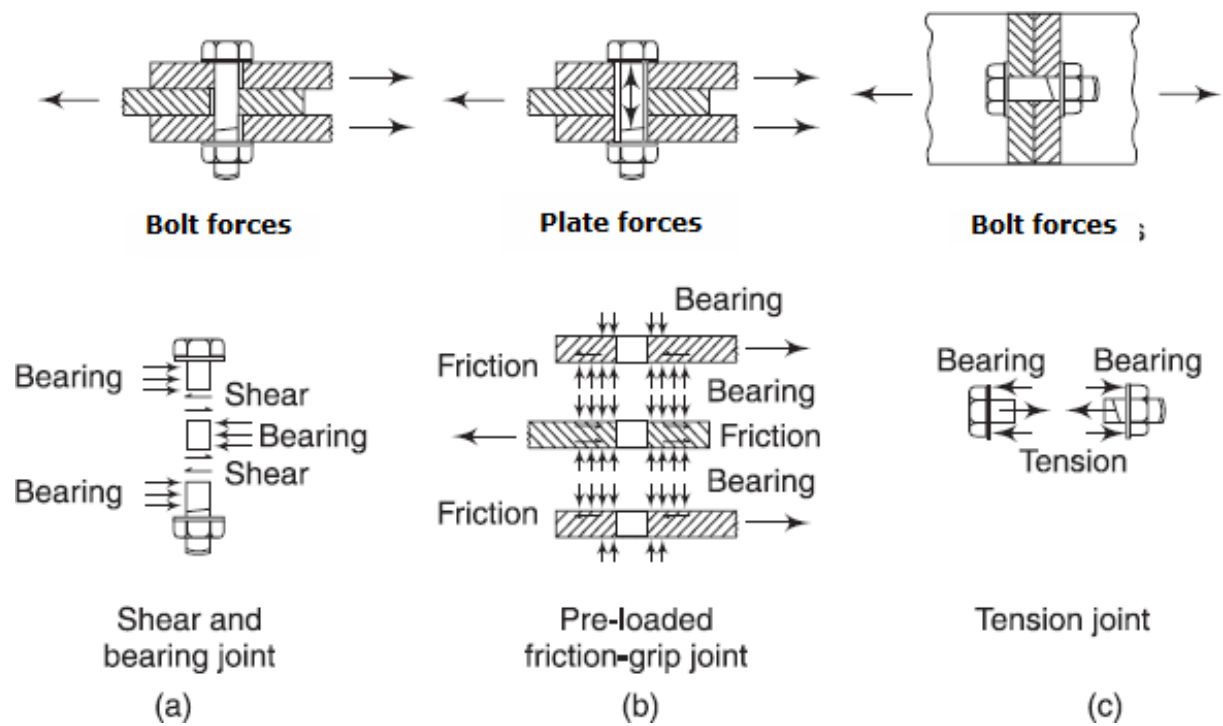 Bolt forces
Plate forces
Bolt forces s
Bearing
Shear
Bearing
Shear
Bearing
Bearing
Friction
Bearing
Friction
Bearing
Friction
Bearing
Bearing
Tension
Shear and
bearing joint
(a)
Pre-loaded
friction-grip joint
(b)
Tension joint
(c)